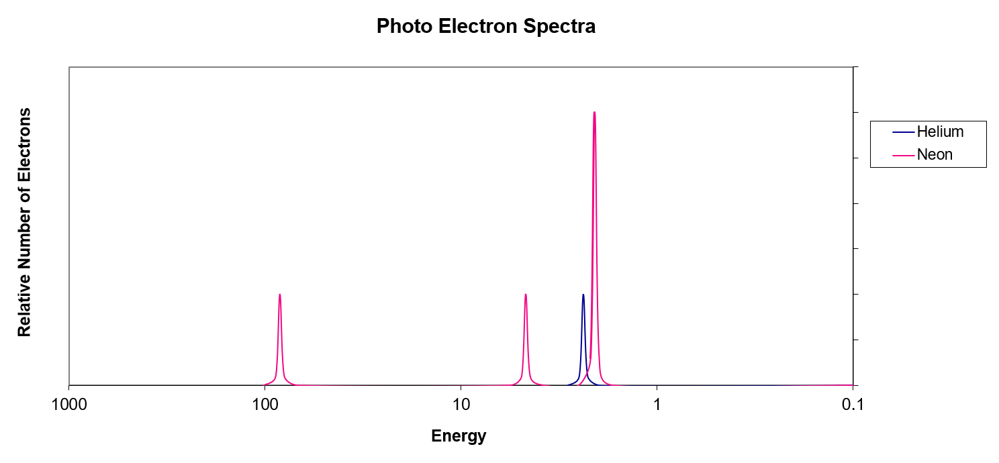 Photo Electron Spectra
Relative Number of Electrons
Helium
Neon
1000 100 10 1 0.1
Energy